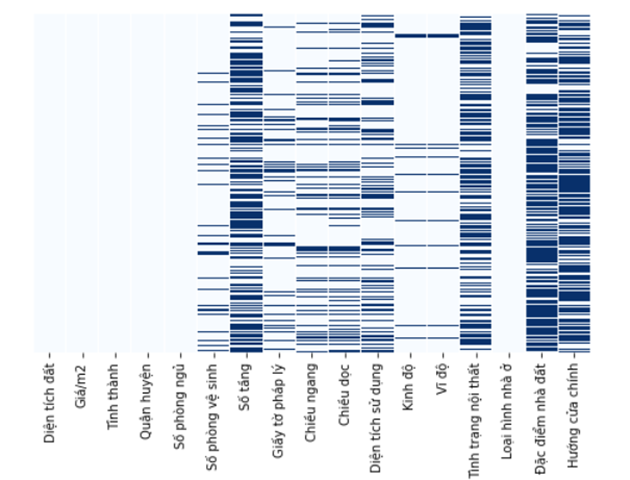 Diện tích đất
Giá/m2
Tỉnh thành
Quận huyện
Số phòng ngủ
Số phòng vệ sinh
Số tầng
Giấy tờ pháp lý
Chiều ngang
Chiều dọc
Diện tích sử dụng
Kinh độ
Vĩ độ
Tình trạng nội thất
Loại hình nhà ở
Đặc điểm nhà đất
Hướng cửa chính